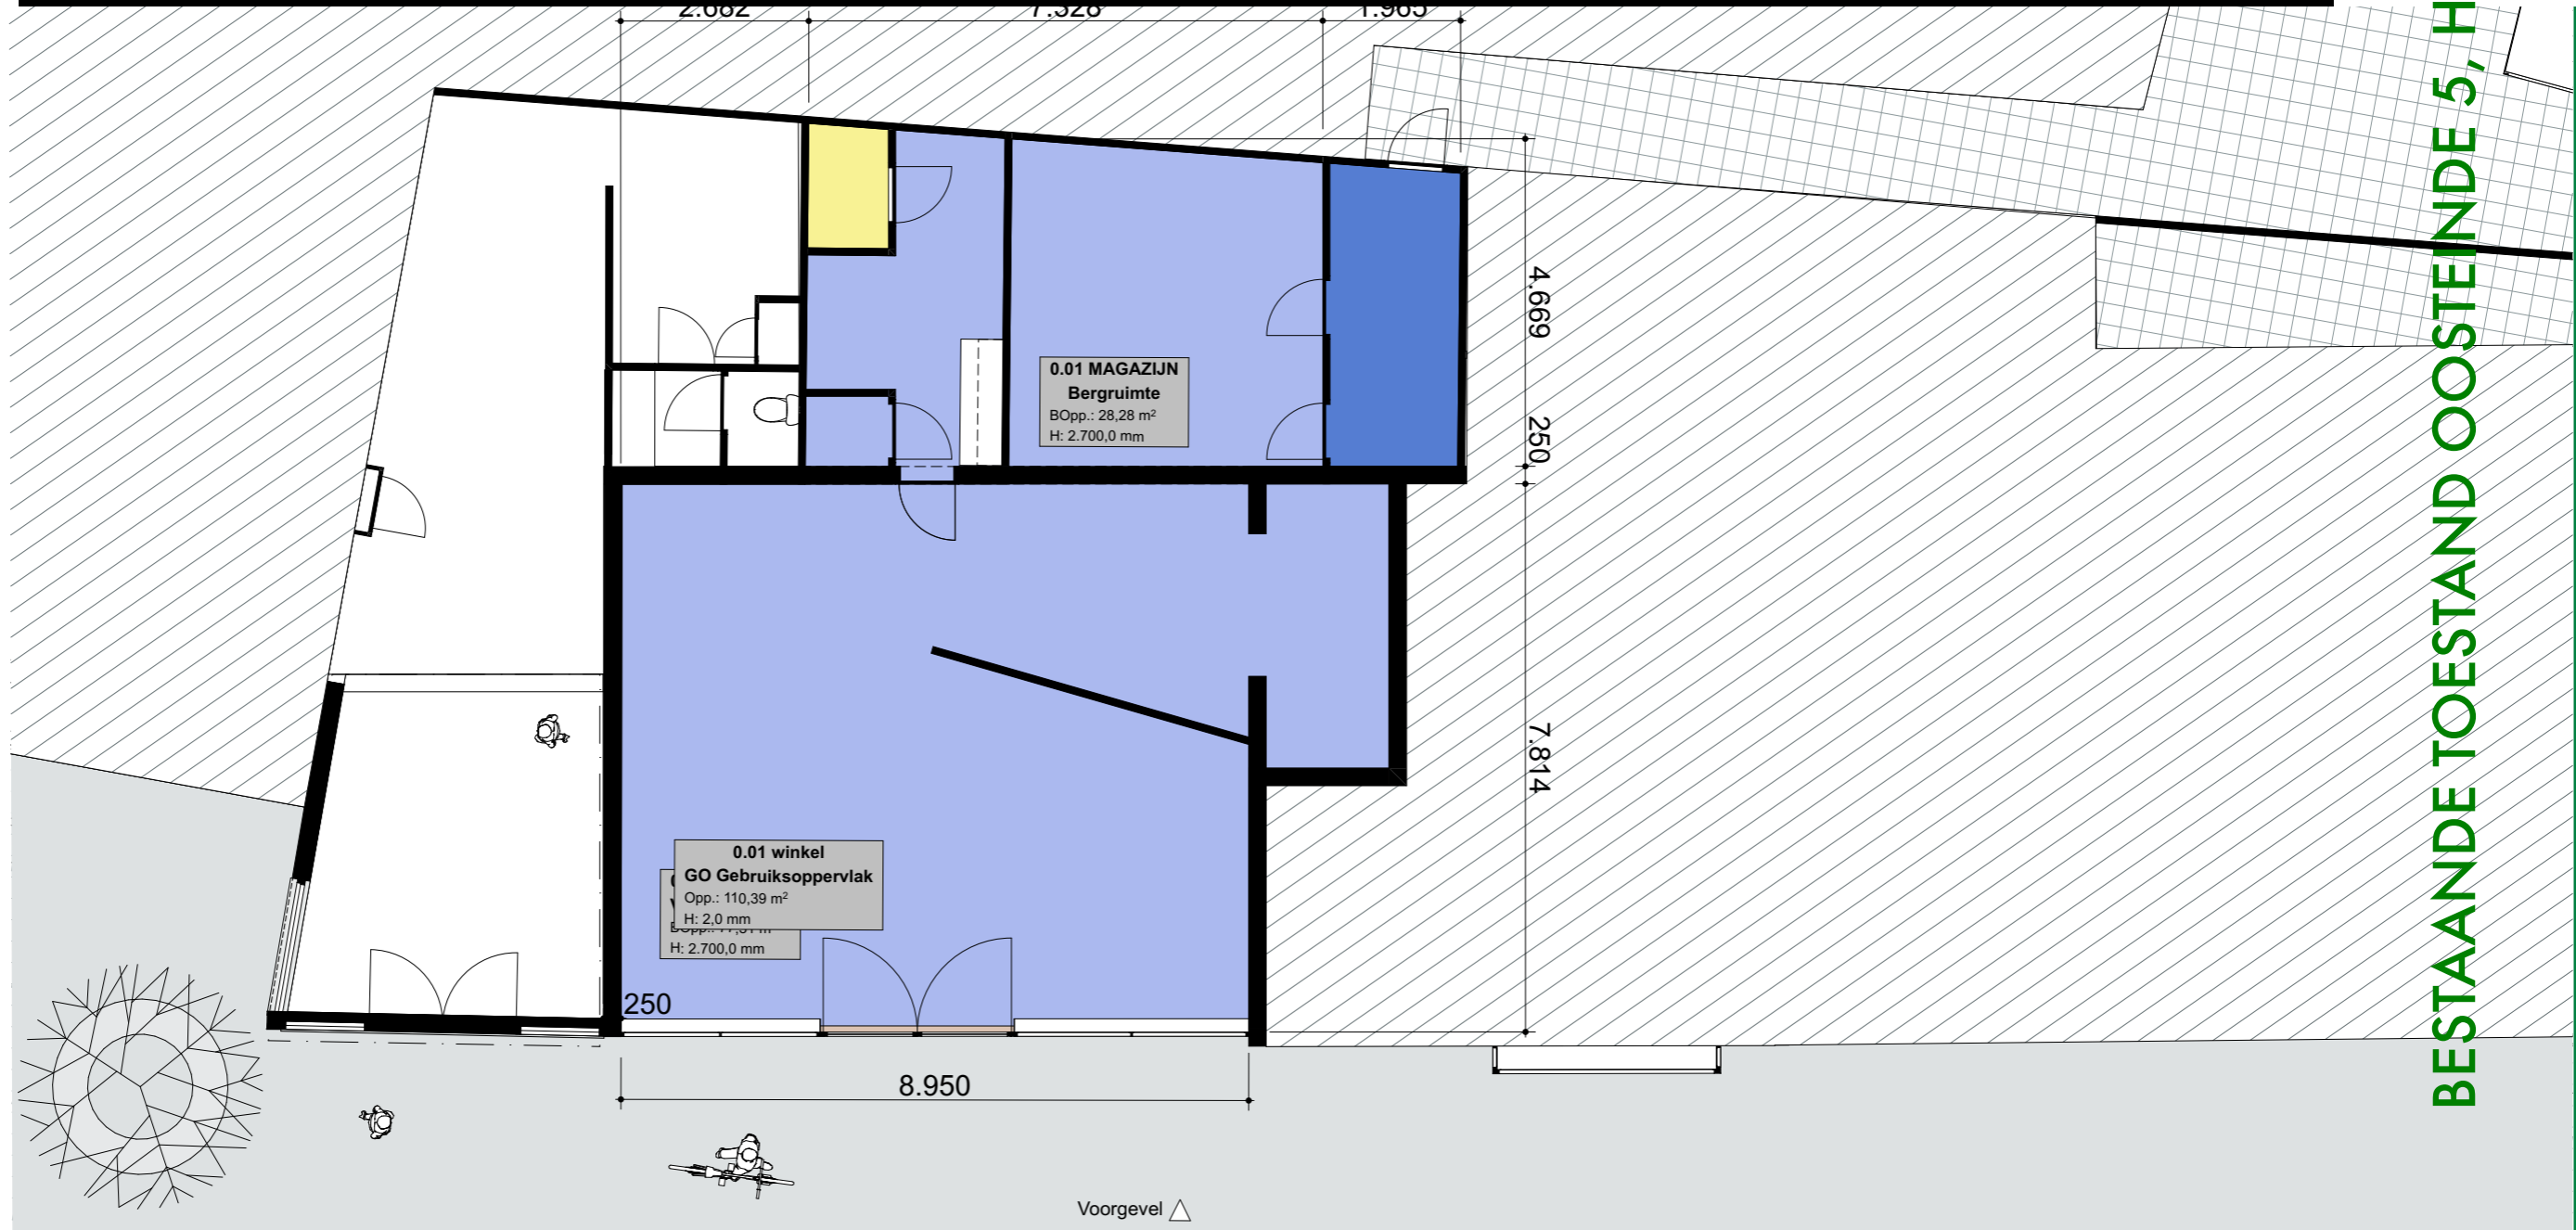 2.682
7.328
1.965
4.669
250
7.814
0.01 MAGAZIJN
Bergruimte
BOpp.: 28,28 m²
H: 2.700,0 mm
0.01 winkel
GO Gebruiksoppervlak
Opp.: 110,39 m²
H: 2,0 mm
H: 2.700,0 mm
250
8.950
Voorgevel
BESTAANDE TOESTAND OOSTEINDE 5, H